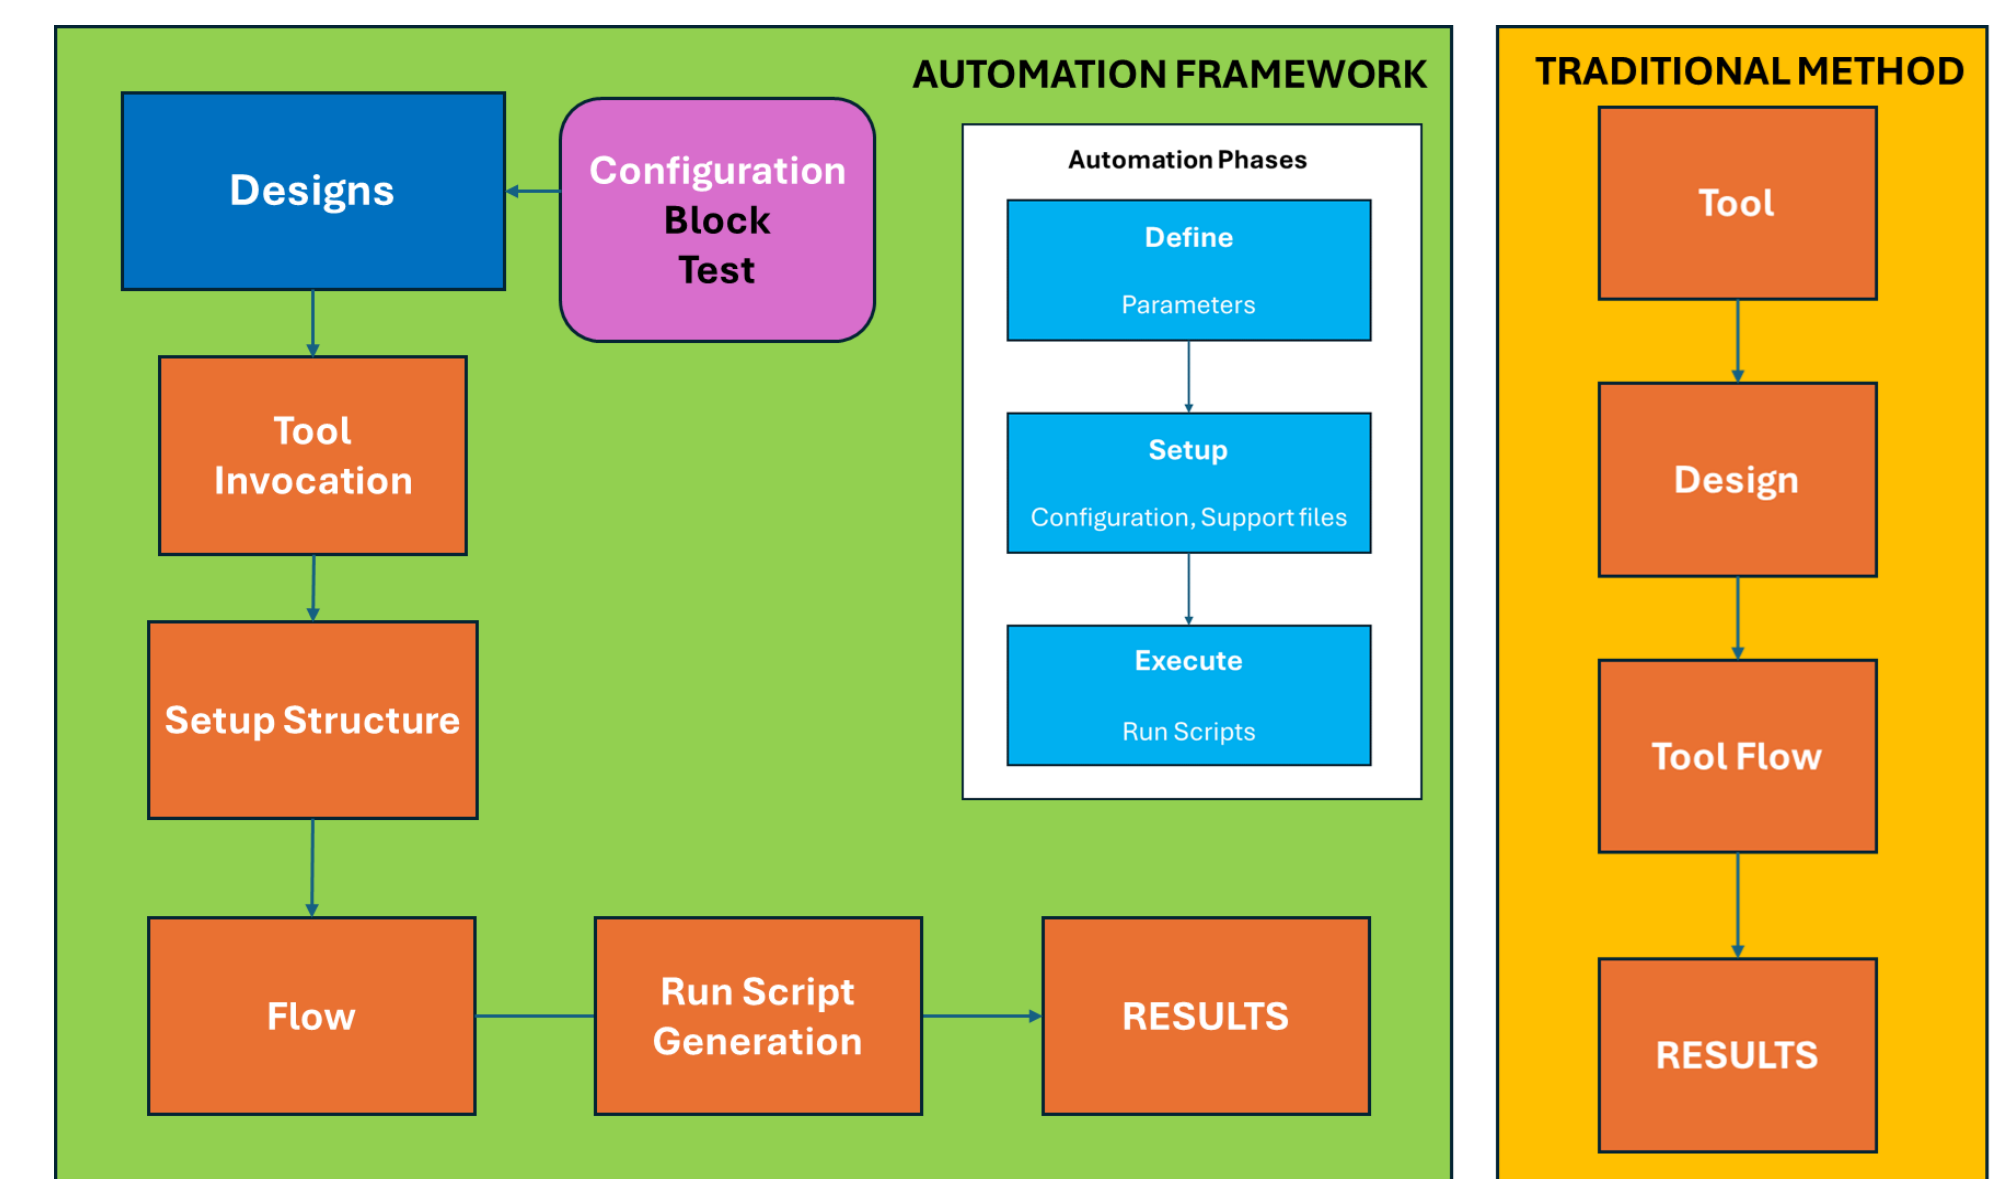 AUTOMATION FRAMEWORK
Designs
Configuration
Block
Test
Tool
Invocation
Setup Structure
Flow
Run Script
Generation
RESULTS
Automation Phases
Define
Parameters
Setup
Configuration, Support files
Execute
Run Scripts
TRADITIONAL METHOD
Tool
Design
Tool Flow
RESULTS